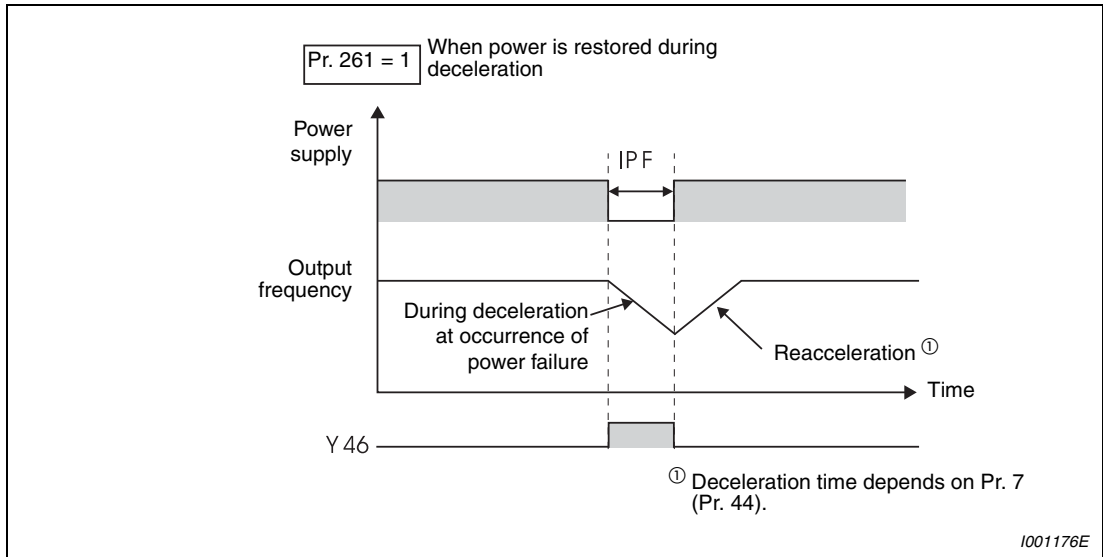 Pr. 261 = 1
When power is restored during
deceleration
Power
supply
IPF
Output
frequency
During deceleration
at occurrence of
power failure
Reacceleration ①
Time
Y46
① Deceleration time depends on Pr. 7
(Pr. 44).
I001176E